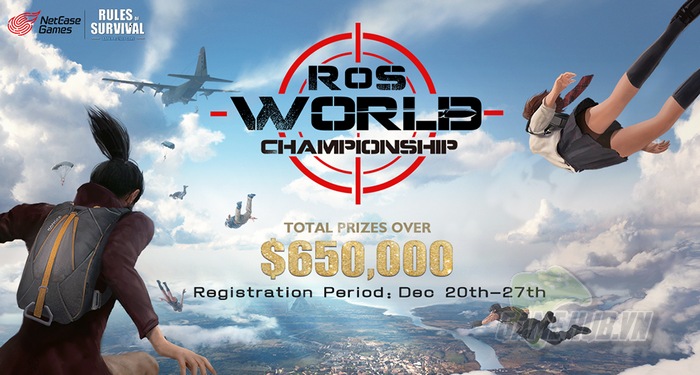 NetEase
Games
RULES OF
SURVIVAL
RoS
WORLD
CHAMPIONSHIP
TOTAL PRIZES OVER
$650,000
Registration Period: Dec 20th-27th